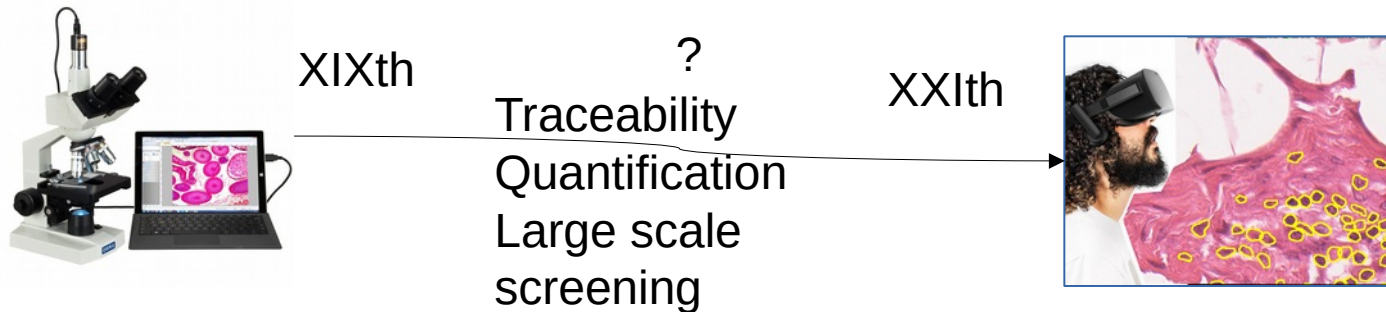 XIXth
?
XXIth
Traceability
Quantification
Large scale
screening